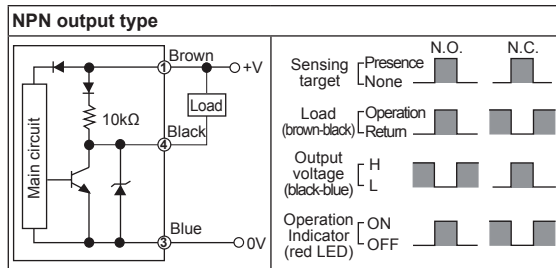 NPN output type
Brown
① +V
Load
10kΩ
Black
④
Main circuit
Blue
③ 0V
N.O. N.C.
Sensing target Presence
None
Load (brown-black) Operation
Return
Output voltage (black-blue) H
L
Operation Indicator (red LED) ON
OFF